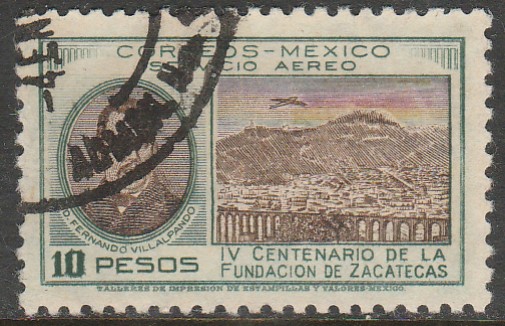 CORREOS-MEXICO
SERVICIO AEREO
D. FERNANDO VILLALPANDO
10 PESOS
IV CENTENARIO DE LA
FUNDACION DE ZACATECAS
TALLERES DE IMPRESION DE ESTAMPILLAS Y VALORES-MEXICO.